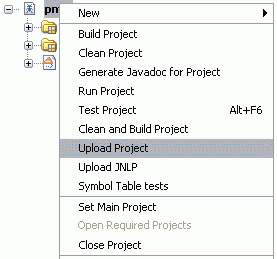 New
Build Project
Clean Project
Generate Javadoc for Project
Run Project
Test Project Alt+F6
Clean and Build Project
Upload Project
Upload JNLP
Symbol Table tests
Set Main Project
Open Required Projects
Close Project